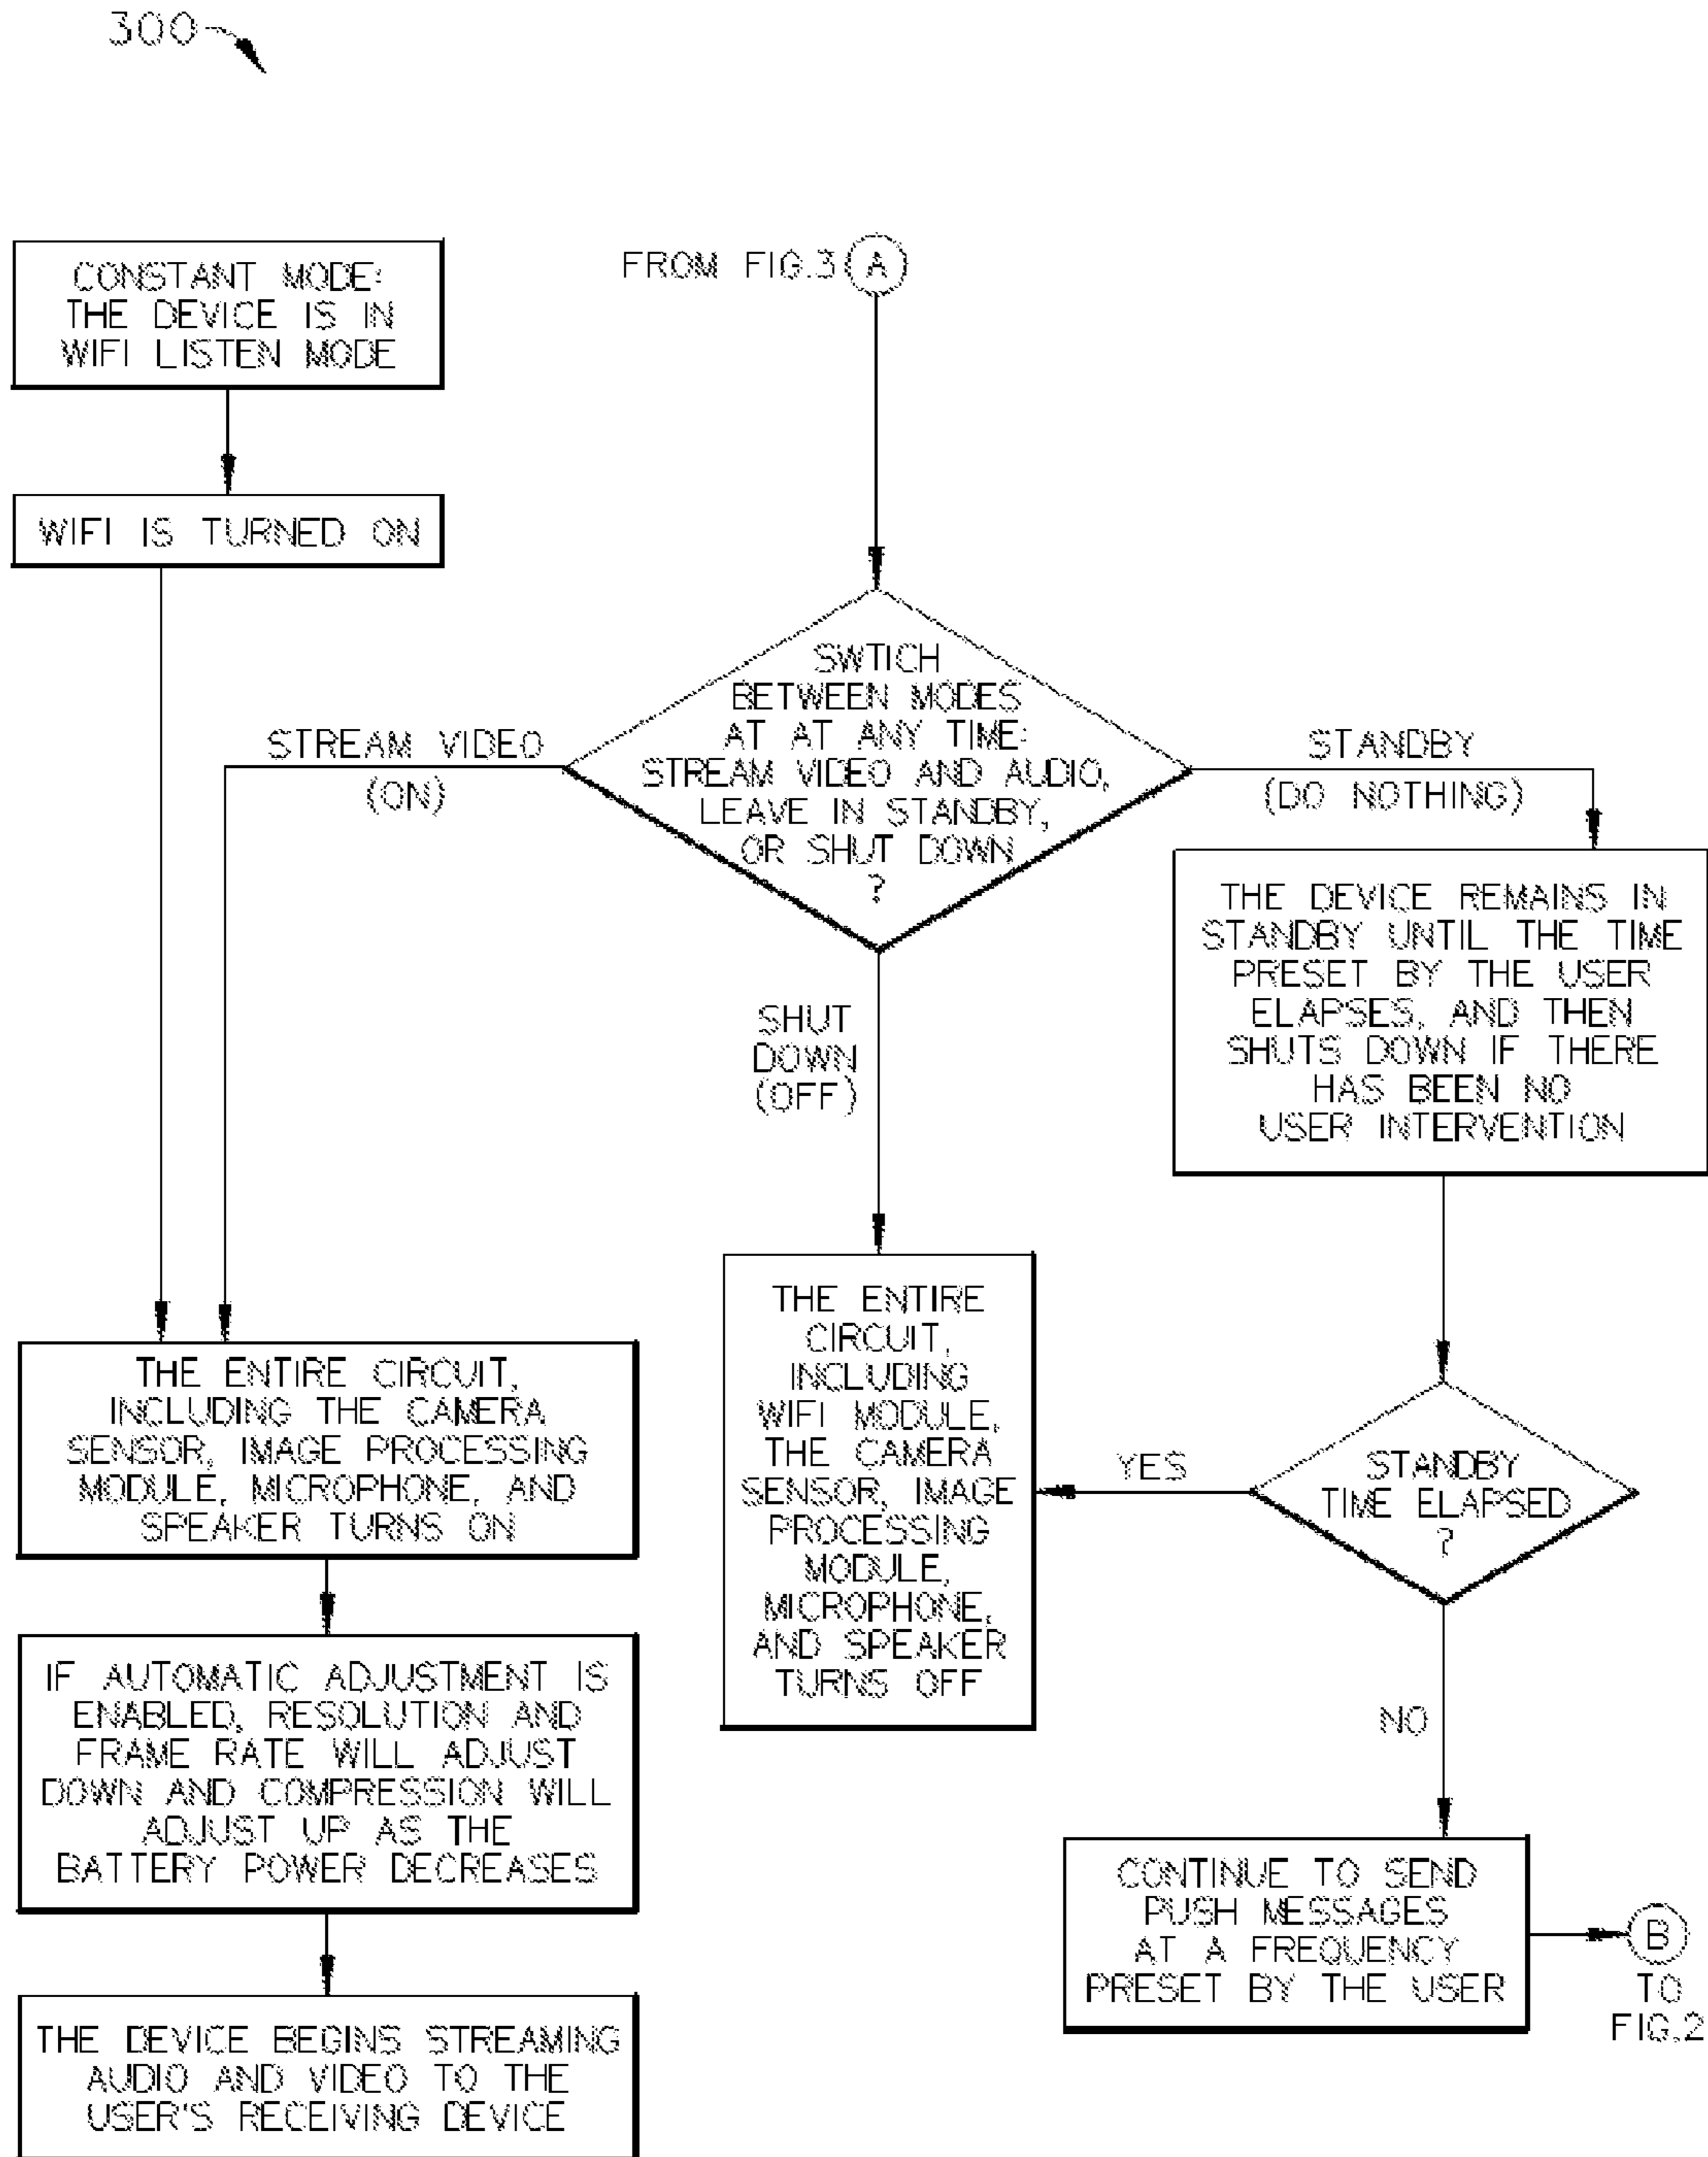 300
CONSTANT MODE:
THE DEVICE IS IN
WIFI LISTEN MODE
WIFI IS TURNED ON
FROM FIG.3
A
SWTICH
BETWEEN MODES
AT AT ANY TIME:
STREAM VIDEO AND AUDIO,
LEAVE IN STANDBY,
OR SHUT DOWN
?
STREAM VIDEO
(ON)
STANDBY
(DO NOTHING)
SHUT
DOWN
(OFF)
THE DEVICE REMAINS IN
STANDBY UNTIL THE TIME
PRESET BY THE USER
ELAPSES, AND THEN
SHUTS DOWN IF THERE
HAS BEEN NO
USER INTERVENTION
THE ENTIRE CIRCUIT,
INCLUDING THE CAMERA
SENSOR, IMAGE PROCESSING
MODULE, MICROPHONE, AND
SPEAKER TURNS ON
THE ENTIRE
CIRCUIT,
INCLUDING
WIFI MODULE,
THE CAMERA
SENSOR, IMAGE
PROCESSING
MODULE,
MICROPHONE,
AND SPEAKER
TURNS OFF
YES
STANDBY
TIME ELAPSED
?
NO
IF AUTOMATIC ADJUSTMENT IS
ENABLED, RESOLUTION AND
FRAME RATE WILL ADJUST
DOWN AND COMPRESSION WILL
ADJUST UP AS THE
BATTERY POWER DECREASES
CONTINUE TO SEND
PUSH MESSAGES
AT A FREQUENCY
PRESET BY THE USER
B
TO
FIG.2
THE DEVICE BEGINS STREAMING
AUDIO AND VIDEO TO THE
USER'S RECEIVING DEVICE